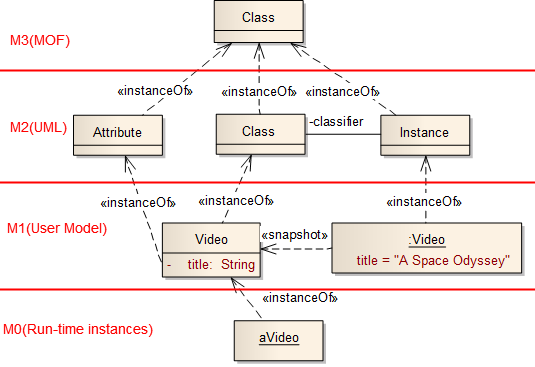 Class
M3(MOF)
«instanceOf» «instanceOf» «instanceOf»
M2(UML)
Attribute
Class
-classifier
Instance
«instanceOf» «instanceOf» «instanceOf»
M1(User Model)
Video
- title: String
«snapshot»
:Video
title = "A Space Odyssey"
«instanceOf»
M0(Run-time instances)
aVideo